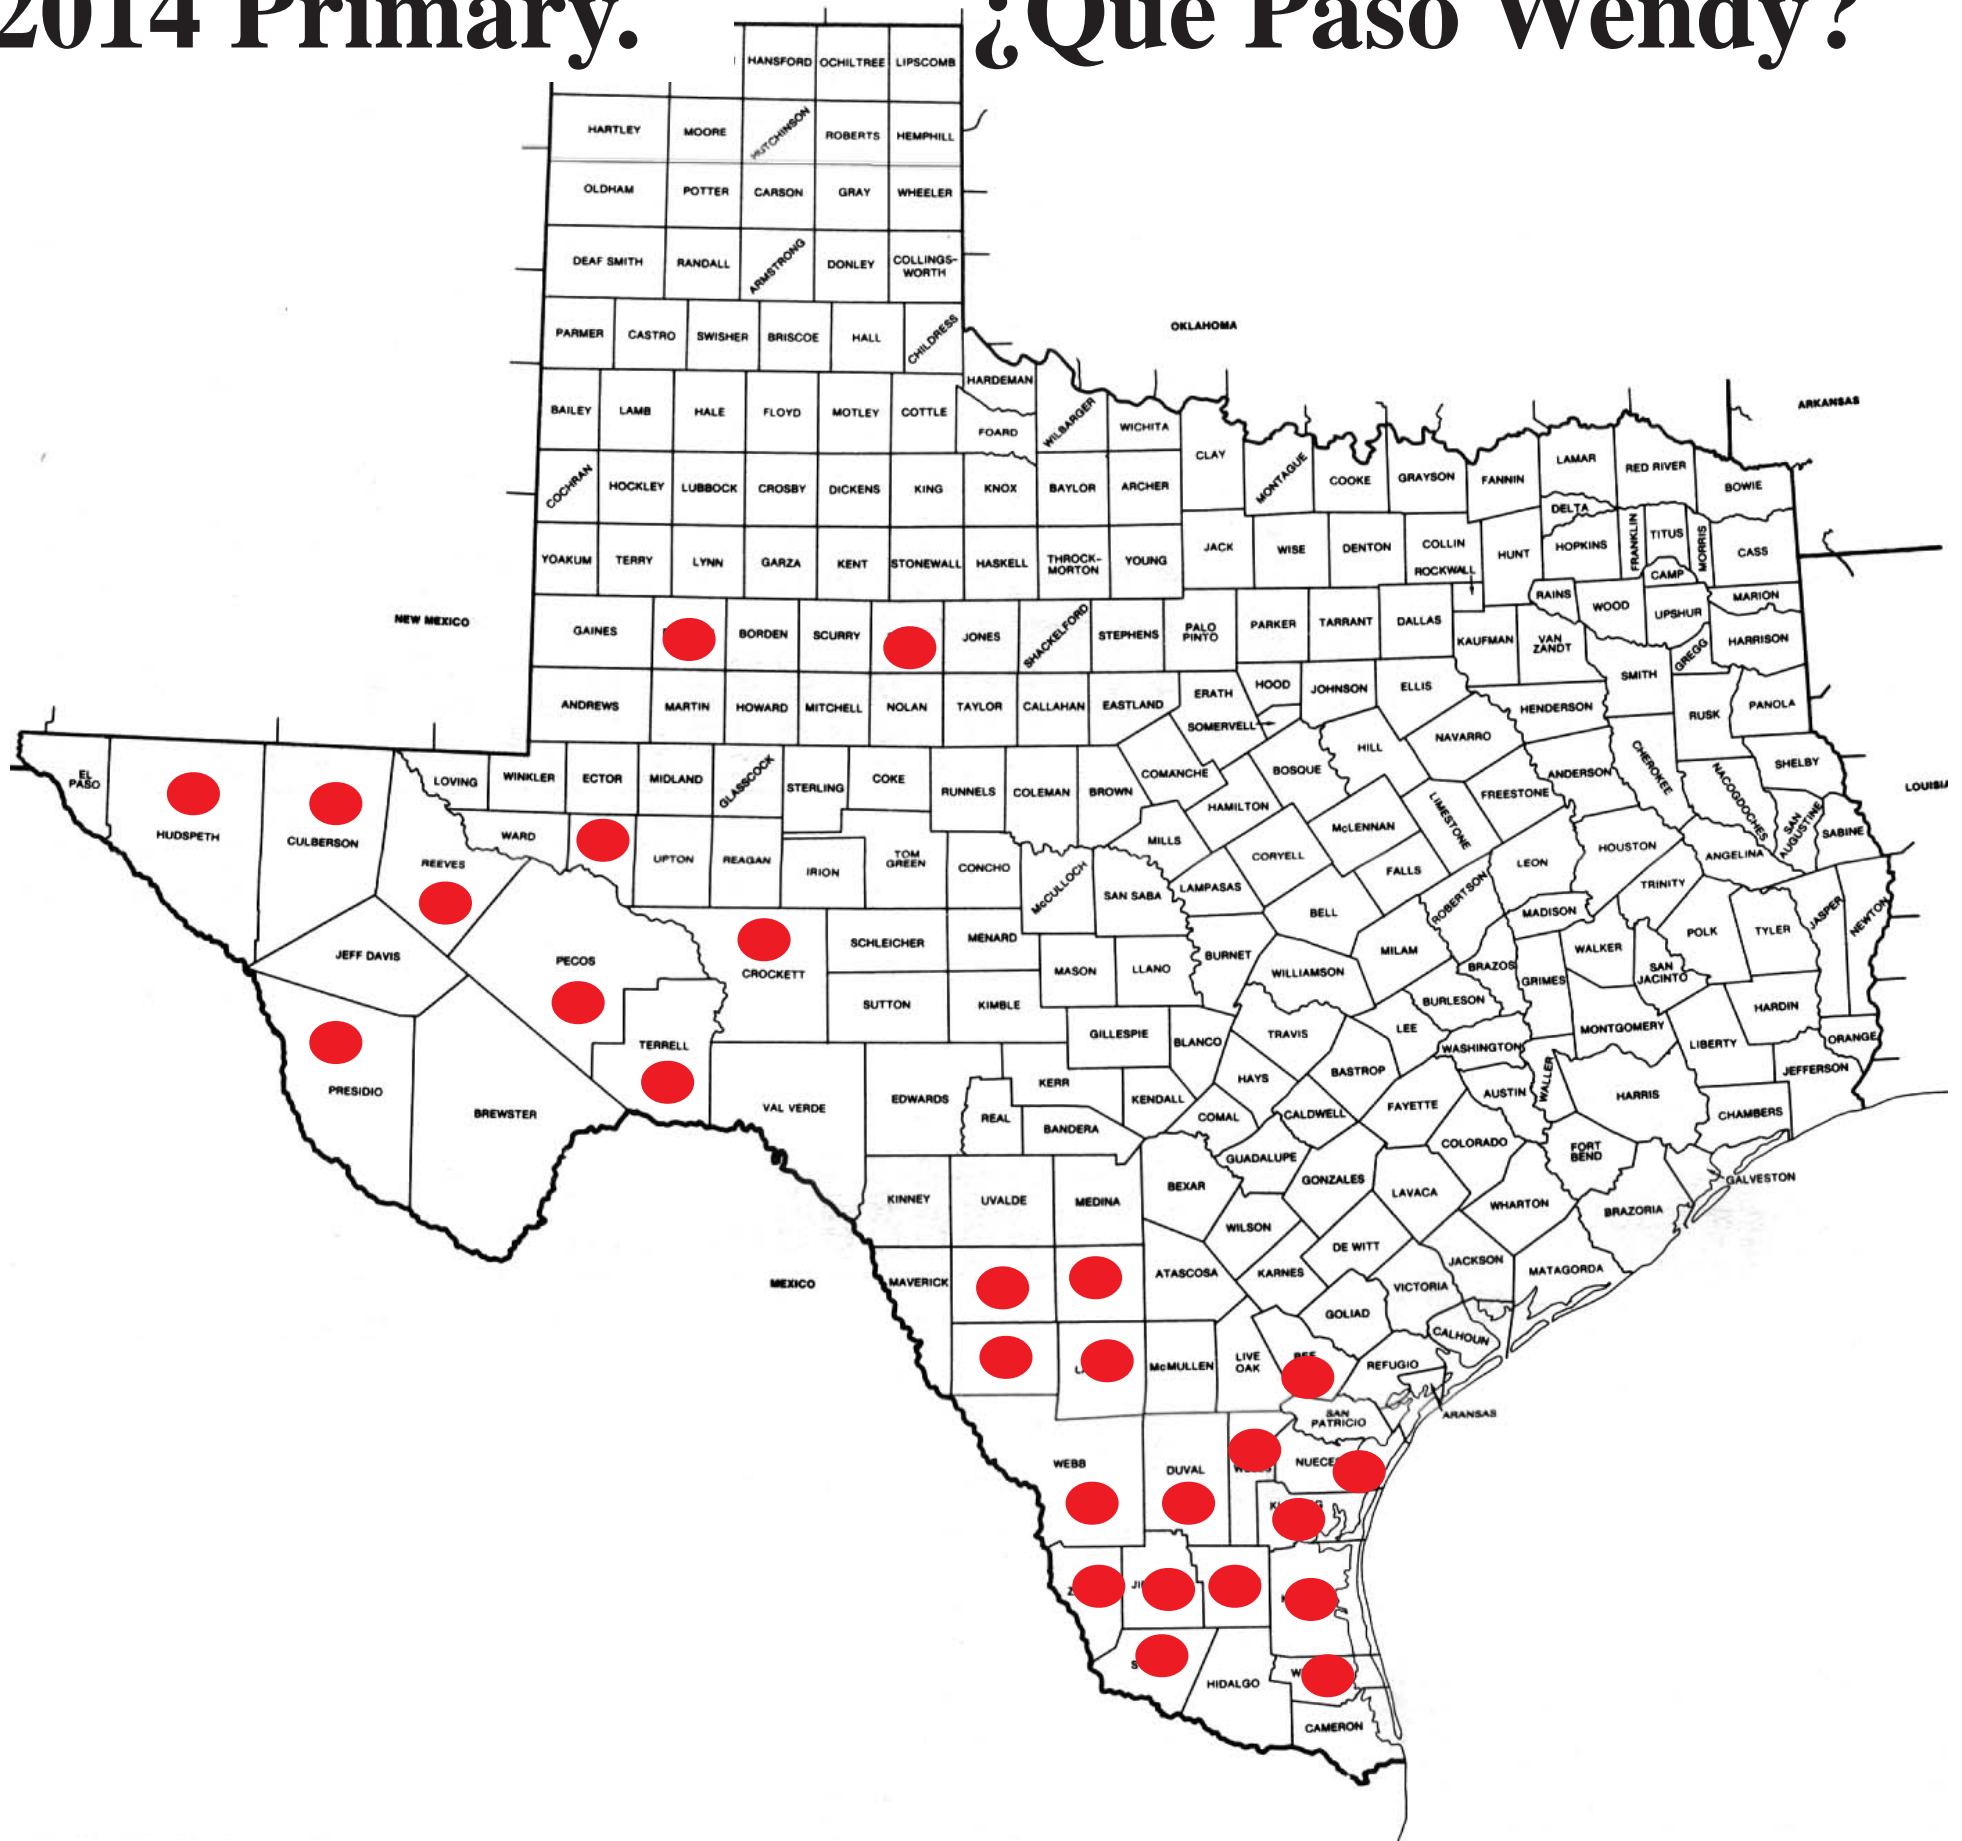 2014 Primary. ¿Que Paso Wendy?
HANSFORD OCHILTREE LIPSCOMB
HARTLEY MOORE HUTCHINSON ROBERTS HEMPHILL
OLDHAM POTTER CARSON GRAY WHEELER
DEAF SMITH RANDALL ARMSTRONG DONLEY COLLINGS-
WORTH
PARMER CASTRO SWISHER BRISCOE HALL CHILDRESS
OKLAHOMA
HARDEMAN
ARKANSAS
BAILEY LAMB HALE FLOYD MOTLEY COTTLE FOARD WILBARGER WICHITA
CLAY MONTAGUE COOKE GRAYSON FANNIN LAMAR RED RIVER BOWIE
COCHRAN HOCKLEY LUBBOCK CROSBY DICKENS KING KNOX BAYLOR ARCHER
DELTA
YOAKUM TERRY LYNN GARZA KENT STONEWALL HASKELL THROCK-
MORTON YOUNG JACK WISE DENTON COLLIN HUNT HOPKINS FRANKLIN TITUS MORRIS CASS
ROCKWALL CAMP
RAINS WOOD UPSHUR MARION
NEW MEXICO
GAINES BORDEN SCURRY JONES SHACKELFORD STEPHENS PALO
PINTO PARKER TARRANT DALLAS KAUFMAN VAN
ZANDT GREGG HARRISON
SMITH
ANDREWS MARTIN HOWARD MITCHELL NOLAN TAYLOR CALLAHAN EASTLAND ERATH HOOD JOHNSON ELLIS HENDERSON RUSK PANOLA
SOMERVELL
HILL NAVARRO
EL
PASO LOVING WINKLER ECTOR MIDLAND GLASSCOCK STERLING COKE RUNNELS COLEMAN BROWN COMANCHE BOSQUE ANDERSON CHEROKEE NACOGDOCHES SHELBY
LOUISIA
HAMILTON LIMESTONE FREESTONE
HUDSPETH CULBERSON WARD
MILLS McLENNAN HOUSTON SAN
AUGUSTINE SABINE
REEVES UPTON REAGAN IRION TOM
GREEN CONCHO McCULLOCH SAN SABA LAMPASAS CORYELL FALLS LEON ANGELINA
TRINITY
BELL ROBERTSON MADISON JASPER NEWTON
JEFF DAVIS PECOS CROCKETT SCHLEICHER MENARD MASON LLANO BURNET WILLIAMSON MILAM BRAZOS GRIMES WALKER SAN
JACINTO POLK TYLER
SUTTON KIMBLE BURLESON HARDIN
TERRELL GILLESPIE BLANCO TRAVIS LEE WASHINGTON MONTGOMERY LIBERTY ORANGE
PRESIDIO BREWSTER VAL VERDE EDWARDS KERR KENDALL HAYS BASTROP AUSTIN WALLER HARRIS JEFFERSON
REAL BANDERA COMAL CALDWELL FAYETTE CHAMBERS
COLORADO FORT
BEND
GUADALUPE GALVESTON
KINNEY UVALDE MEDINA BEXAR GONZALES LAVACA WHARTON BRAZORIA
WILSON
MEXICO MAVERICK ATASCOSA KARNES DE WITT JACKSON MATAGORDA
VICTORIA
GOLIAD
CALHOUN
McMULLEN LIVE
OAK REFUGIO
SAN
PATRICIO ARANSAS
WEBB DUVAL
HIDALGO
CAMERON